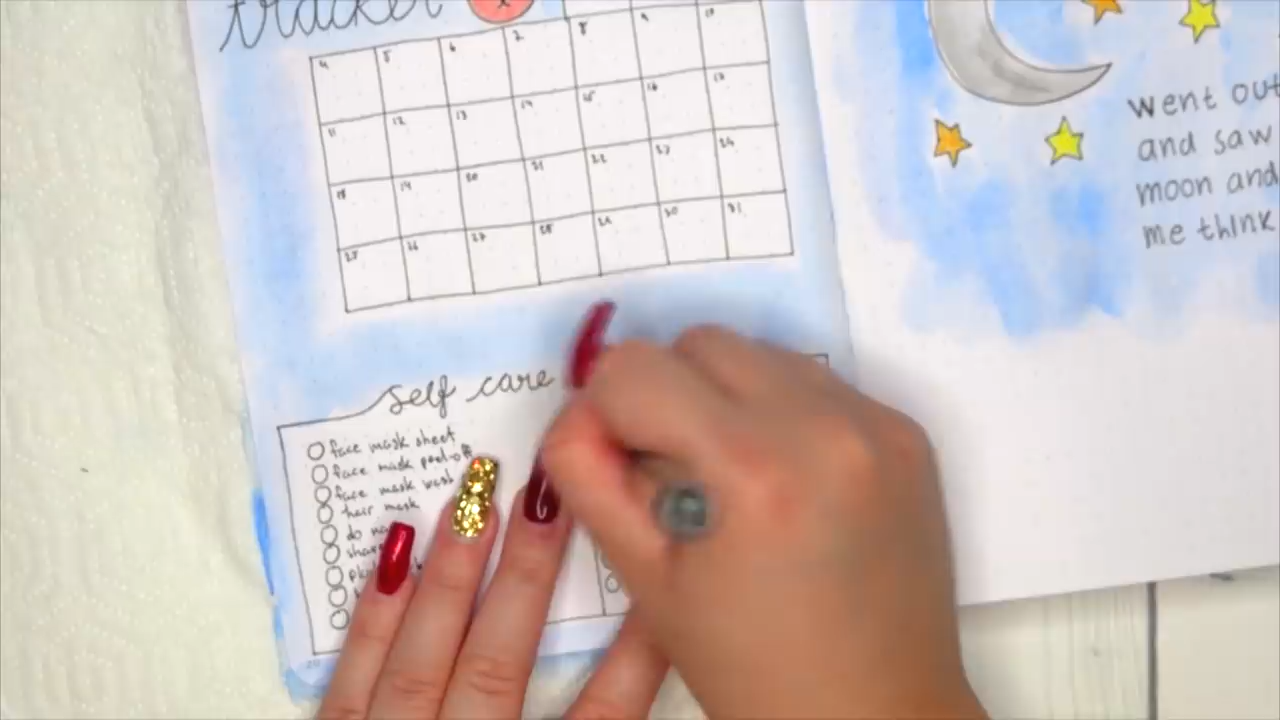 tracker
4 5 6 7 8 9 10
11 12 13 14 15 16 17
18 19 20 21 22 23 24
25 26 27 28 29 30 31
self care
face mask sheet
face mask peel-off
face mask wash
hair mask
do
20
went out
and saw
moon and
me think